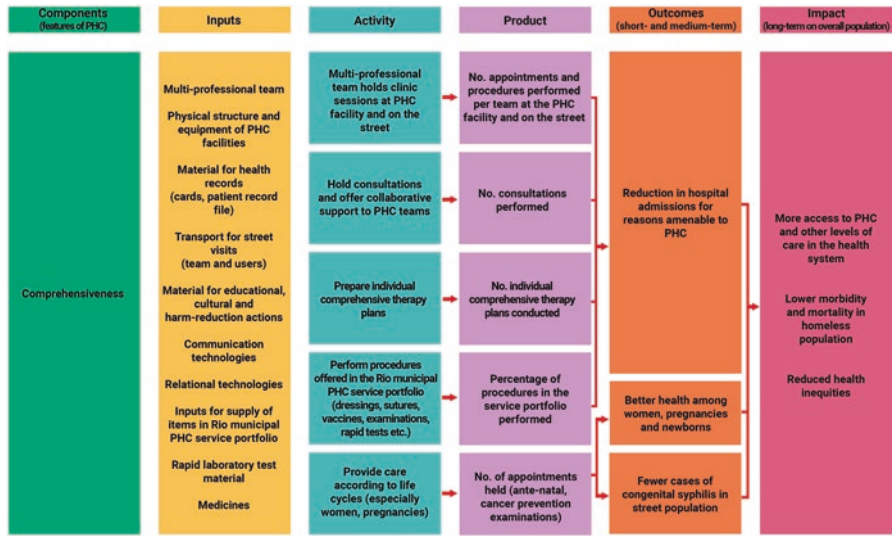 Components
(features of PHC)
Inputs
Activity
Product
Outcomes
(short- and medium-term)
Impact
(long-term on overall population)
Comprehensiveness
Multi-professional team
Physical structure and
equipment of PHC
facilities
Material for health
records
(cards, patient record
file)
Transport for street
visits
(team and users)
Material for educational,
cultural and
harm-reduction actions
Communication
technologies
Relational technologies
Inputs for supply of
items in Rio municipal
PHC service portfolio
Rapid laboratory test
material
Medicines
Multi-professional
team holds clinic
sessions at PHC
facility and on the
street
Hold consultations
and offer collaborative
support to PHC teams
Prepare individual
comprehensive therapy
plans
Perform procedures
offered in the Rio municipal
PHC service portfolio
(dressings, sutures,
vaccines, examinations,
rapid tests etc.)
Provide care
according to life
cycles (especially
women, pregnancies)
No. appointments and
procedures performed
per team at the PHC
facility and on the street
No. consultations
performed
No. individual
comprehensive therapy
plans conducted
Percentage of
procedures in the
service portfolio
performed
No. of appointments
held (ante-natal,
cancer prevention
examinations)
Reduction in hospital
admissions for
reasons amenable to
PHC
Better health among
women, pregnancies
and newborns
Fewer cases of
congenital syphilis in
street population
More access to PHC
and other levels of
care in the health
system
Lower morbidity
and mortality in
homeless
population
Reduced health
inequities